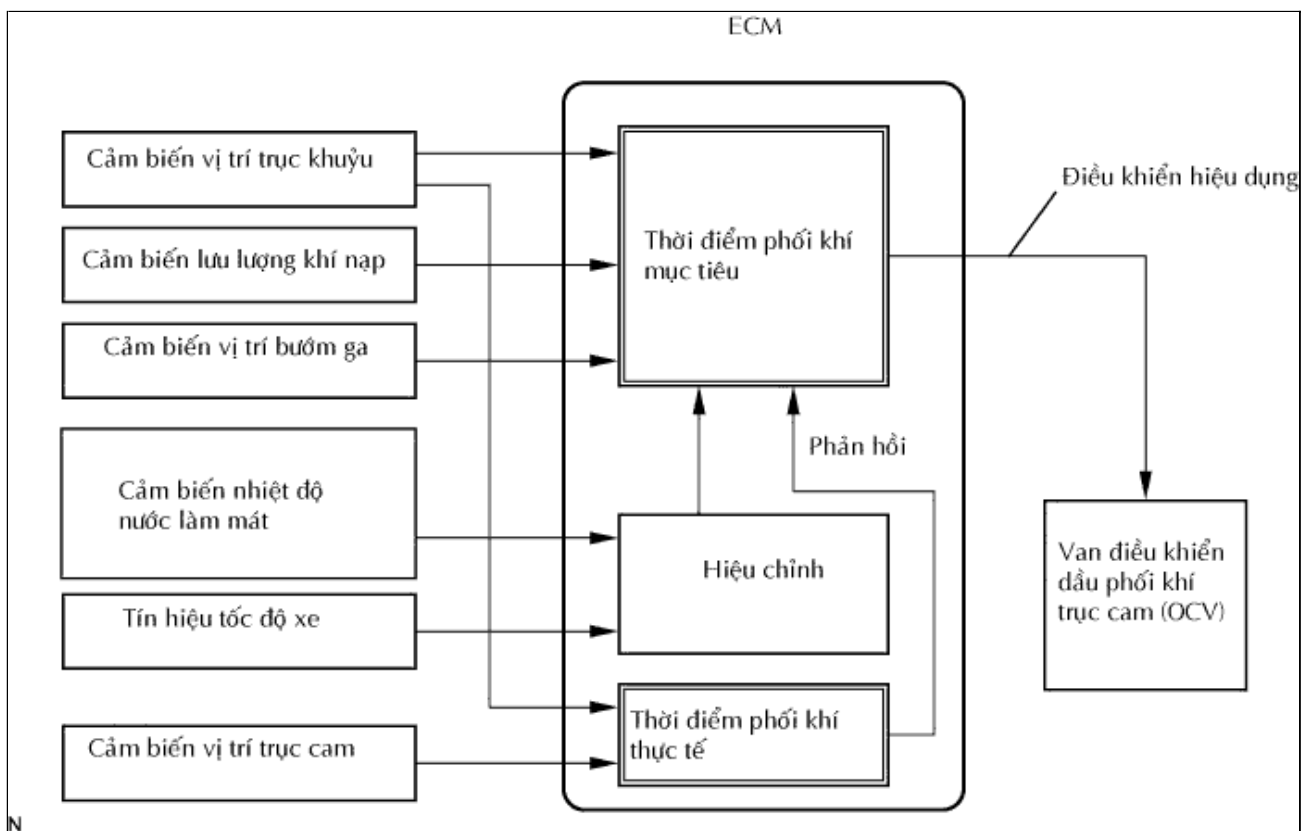 ECM
Cảm biến vị trí trục khuỷu
Cảm biến lưu lượng khí nạp
Cảm biến vị trí bướm ga
Cảm biến nhiệt độ
nước làm mát
Tín hiệu tốc độ xe
Cảm biến vị trí trục cam
Thời điểm phối khí
mục tiêu
Phản hồi
Hiệu chỉnh
Thời điểm phối khí
thực tế
Điều khiển hiệu dụng
Van điều khiển
dầu phối khí
trục cam (OCV)
N